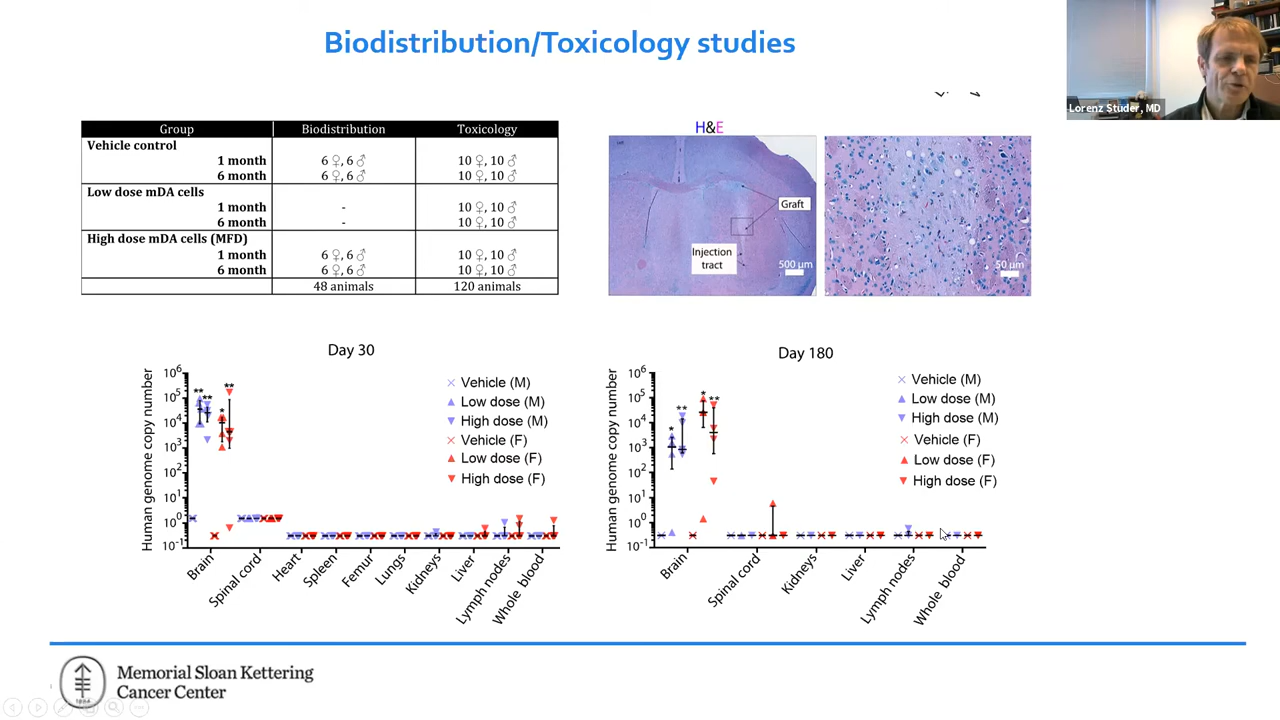 Biodistribution/Toxicology studies
Lorenz Studer, MD
Group Biodistribution Toxicology
Vehicle control
1 month 6 ♀, 6 ♂ 10 ♀, 10 ♂
6 month 6 ♀, 6 ♂ 10 ♀, 10 ♂
Low dose mDA cells
1 month - 10 ♀, 10 ♂
6 month - 10 ♀, 10 ♂
High dose mDA cells (MFD)
1 month 6 ♀, 6 ♂ 10 ♀, 10 ♂
6 month 6 ♀, 6 ♂ 10 ♀, 10 ♂
48 animals 120 animals
H&E
Graft
Injection
tract
500 µm
50 µm
Day 30
Human genome copy number
10⁶
10⁵
10⁴
10³
10²
10¹
10⁰
10⁻¹
** ** * **
Vehicle (M)
Low dose (M)
High dose (M)
Vehicle (F)
Low dose (F)
High dose (F)
Brain
Spinal cord
Heart
Spleen
Femur
Lungs
Kidneys
Liver
Lymph nodes
Whole blood
Day 180
Human genome copy number
10⁶
10⁵
10⁴
10³
10²
10¹
10⁰
10⁻¹
* ** * **
Vehicle (M)
Low dose (M)
High dose (M)
Vehicle (F)
Low dose (F)
High dose (F)
Brain
Spinal cord
Kidneys
Liver
Lymph nodes
Whole blood
Memorial Sloan Kettering
Cancer Center
1884